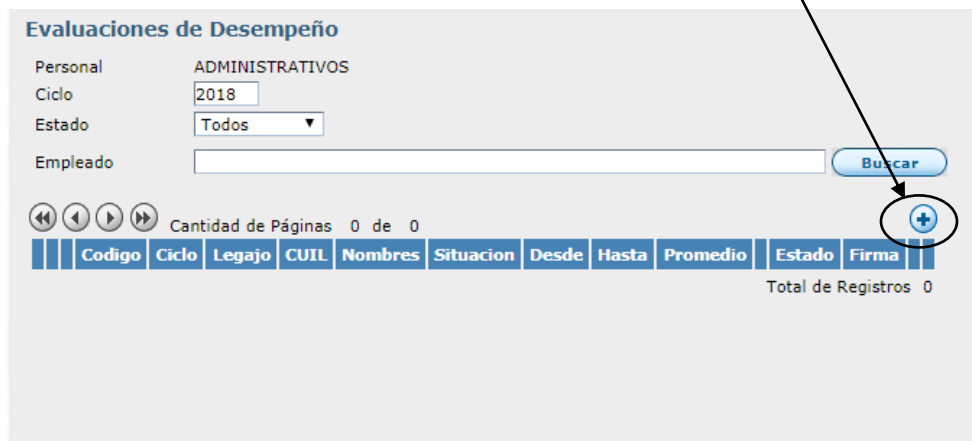 Evaluaciones de Desempeño
Personal ADMINISTRATIVOS
Ciclo 2018
Estado Todos
Empleado Buscar
Cantidad de Páginas 0 de 0
Codigo Ciclo Legajo CUIL Nombres Situacion Desde Hasta Promedio Estado Firma
Total de Registros 0